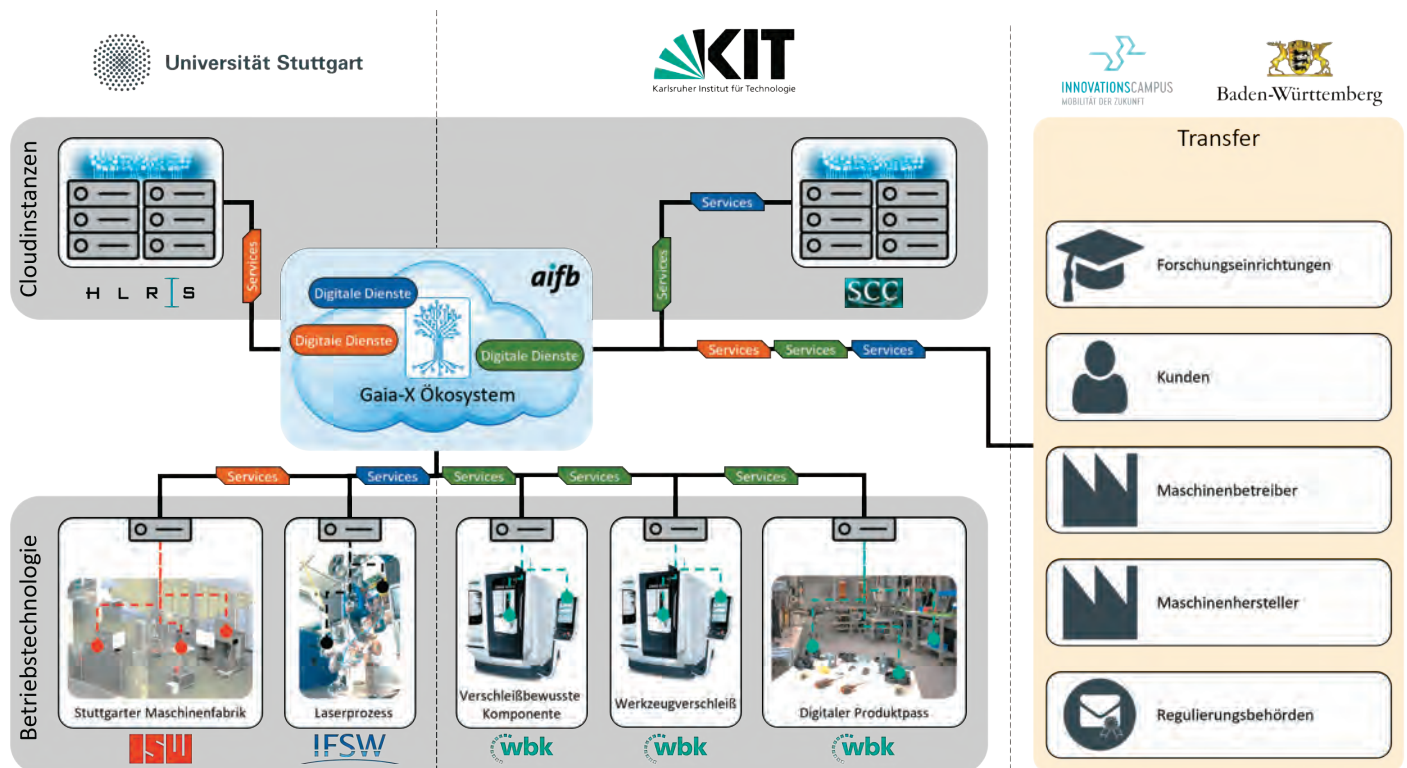 Universität Stuttgart
KIT
Karlsruher Institut für Technologie
INNOVATIONSCAMPUS
MOBILITÄT DER ZUKUNFT
Baden-Württemberg
Cloudinstanzen
H L R I S
Services
Services
Services
SCC
aifb
Digitale Dienste
Digitale Dienste
Digitale Dienste
Gaia-X Ökosystem
Services
Services
Services
Transfer
Forschungseinrichtungen
Kunden
Maschinenbetreiber
Maschinenhersteller
Regulierungsbehörden
Services
Services
Services
Services
Services
Betriebstechnologie
Stuttgarter Maschinenfabrik
ISW
Laserprozess
IFSW
Verschleißbewusste
Komponente
wbk
Werkzeugverschleiß
wbk
Digitaler Produktpass
wbk